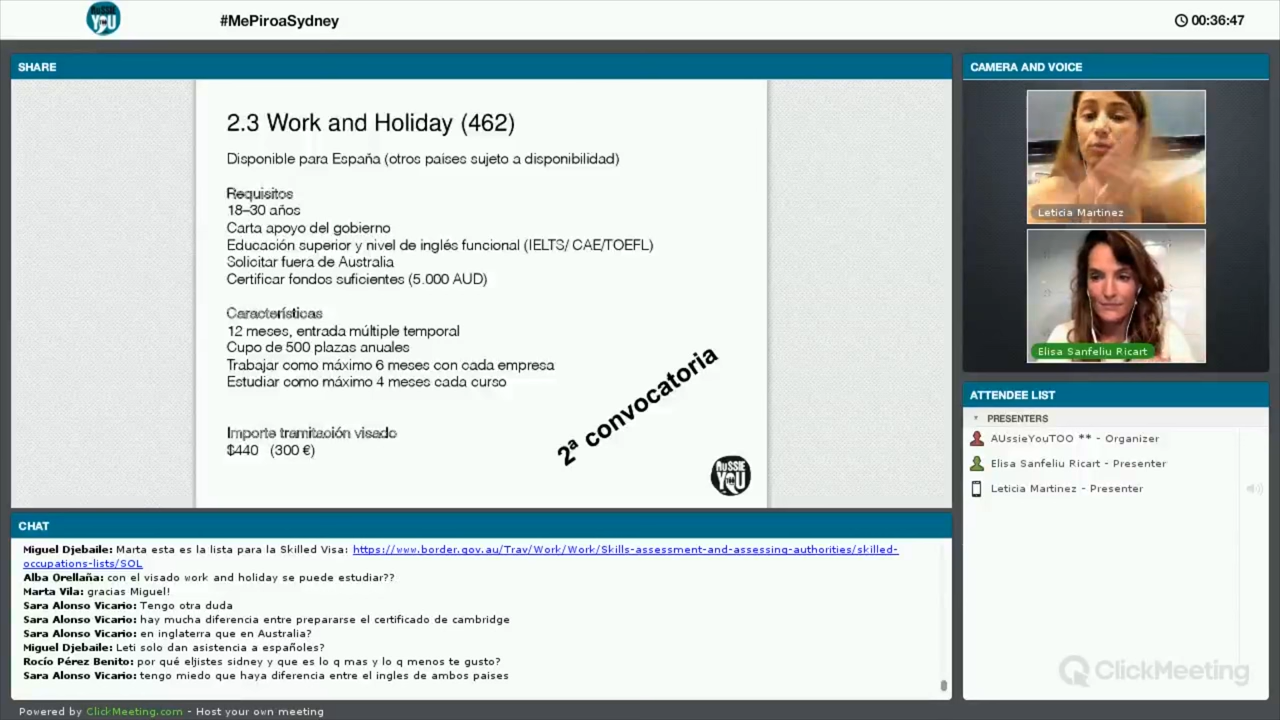 AUSSIE
YOU
TOO
#MePiroaSydney
00:36:47
SHARE
2.3 Work and Holiday (462)
Disponible para España (otros países sujeto a disponibilidad)
Requisitos
18–30 años
Carta apoyo del gobierno
Educación superior y nivel de inglés funcional (IELTS/ CAE/TOEFL)
Solicitar fuera de Australia
Certificar fondos suficientes (5.000 AUD)
Características
12 meses, entrada múltiple temporal
Cupo de 500 plazas anuales
Trabajar como máximo 6 meses con cada empresa
Estudiar como máximo 4 meses cada curso
Importe tramitación visado
$440 (300 €)
2ª convocatoria
AUSSIE
YOU
TOO
CAMERA AND VOICE
Leticia Martinez
Elisa Sanfeliu Ricart
ATTENDEE LIST
PRESENTERS
AUssieYouTOO ** - Organizer
Elisa Sanfeliu Ricart - Presenter
Leticia Martinez - Presenter
ClickMeeting
CHAT
Miguel Djebaile: Marta esta es la lista para la Skilled Visa: https://www.border.gov.au/Trav/Work/Work/Skills-assessment-and-assessing-authorities/skilled-
occupations-lists/SOL
Alba Orellaña: con el visado work and holiday se puede estudiar??
Marta Vila: gracias Miguel!
Sara Alonso Vicario: Tengo otra duda
Sara Alonso Vicario: hay mucha diferencia entre prepararse el certificado de cambridge
Sara Alonso Vicario: en inglaterra que en Australia?
Miguel Djebaile: Leti solo dan asistencia a españoles?
Rocío Pérez Benito: por qué eljistes sidney y que es lo q mas y lo q menos te gusto?
Sara Alonso Vicario: tengo miedo que haya diferencia entre el ingles de ambos paises
Powered by ClickMeeting.com - Host your own meeting